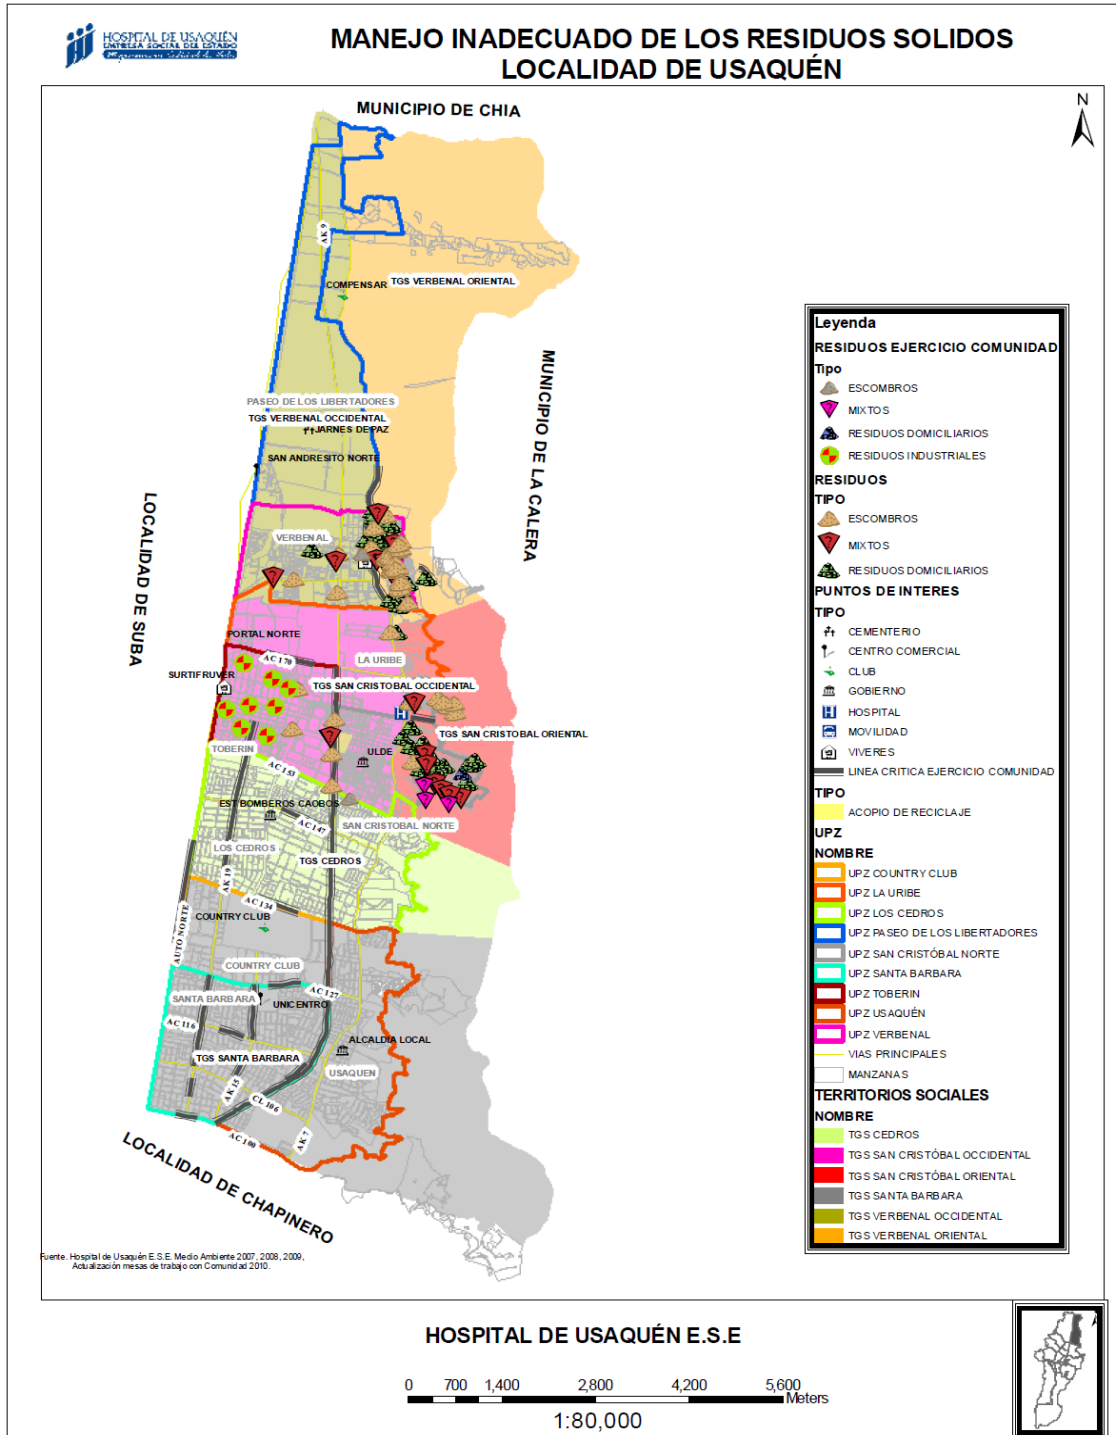 HOSPITAL DE USAQUÉN
EMPRESA SOCIAL DEL ESTADO
MANEJO INADECUADO DE LOS RESIDUOS SOLIDOS
LOCALIDAD DE USAQUÉN
N
MUNICIPIO DE CHIA
AK 9
COMPENSAR
TGS VERBENAL ORIENTAL
MUNICIPIO DE LA CALERA
PASEO DE LOS LIBERTADORES
TGS VERBENAL OCCIDENTAL
JARNES DE PAZ
SAN ANDRESITO NORTE
LOCALIDAD DE SUBA
VERBENAL
PORTAL NORTE
AC 170
LA URIBE
SURTIFRUVER
TGS SAN CRISTOBAL OCCIDENTAL
H
TGS SAN CRISTOBAL ORIENTAL
TOBERIN
ULDE
AC 153
EST BOMBEROS CAOBOS
AC 147
SAN CRISTOBAL NORTE
LOS CEDROS
TGS CEDROS
AK 19
AC 134
COUNTRY CLUB
AUTO NORTE
COUNTRY CLUB
AC 127
SANTA BARBARA
UNICENTRO
AC 116
ALCALDIA LOCAL
TGS SANTA BARBARA
USAQUEN
AK 15
CL 106
AC 100
AK 7
LOCALIDAD DE CHAPINERO
Fuente. Hospital de Usaquén E.S.E. Medio Ambiente 2007, 2008, 2009,
Actualización mesas de trabajo con Comunidad 2010.
Leyenda
RESIDUOS EJERCICIO COMUNIDAD
Tipo
ESCOMBROS
MIXTOS
RESIDUOS DOMICILIARIOS
RESIDUOS INDUSTRIALES
RESIDUOS
TIPO
ESCOMBROS
MIXTOS
RESIDUOS DOMICILIARIOS
PUNTOS DE INTERES
TIPO
CEMENTERIO
CENTRO COMERCIAL
CLUB
GOBIERNO
H HOSPITAL
MOVILIDAD
VIVERES
LINEA CRITICA EJERCICIO COMUNIDAD
TIPO
ACOPIO DE RECICLAJE
UPZ
NOMBRE
UPZ COUNTRY CLUB
UPZ LA URIBE
UPZ LOS CEDROS
UPZ PASEO DE LOS LIBERTADORES
UPZ SAN CRISTÓBAL NORTE
UPZ SANTA BARBARA
UPZ TOBERIN
UPZ USAQUÉN
UPZ VERBENAL
VIAS PRINCIPALES
MANZANAS
TERRITORIOS SOCIALES
NOMBRE
TGS CEDROS
TGS SAN CRISTÓBAL OCCIDENTAL
TGS SAN CRISTÓBAL ORIENTAL
TGS SANTA BARBARA
TGS VERBENAL OCCIDENTAL
TGS VERBENAL ORIENTAL
HOSPITAL DE USAQUÉN E.S.E
0 700 1,400 2,800 4,200 5,600
Meters
1:80,000